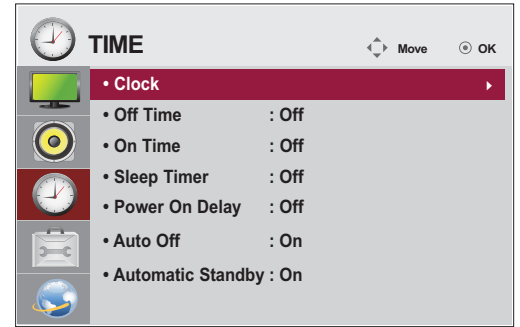 TIME Move OK
• Clock
• Off Time : Off
• On Time : Off
• Sleep Timer : Off
• Power On Delay : Off
• Auto Off : On
• Automatic Standby : On